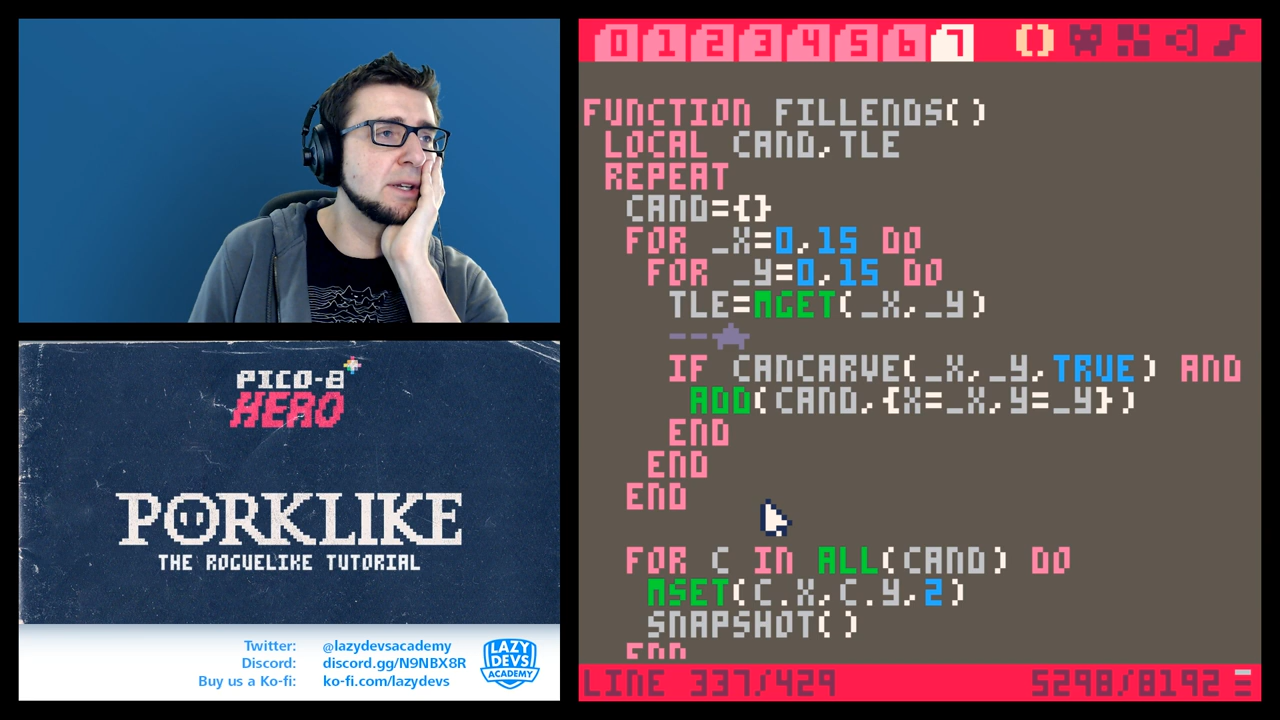 PICO-8
HERO
PORKLIKE
THE ROGUELIKE TUTORIAL
Twitter: @lazydevsacademy
Discord: discord.gg/N9NBX8R
Buy us a Ko-fi: ko-fi.com/lazydevs
LAZY
DEVS
ACADEMY
0 1 2 3 4 5 6 7 ()
FUNCTION FILLENDS()
LOCAL CAND,TLE
REPEAT
CAND={}
FOR _X=0,15 DO
FOR _Y=0,15 DO
TLE=MGET(_X,_Y)
--
IF CANCARVE(_X,_Y,TRUE) AND
ADD(CAND,{X=_X,Y=_Y})
END
END
END
FOR C IN ALL(CAND) DO
MSET(C.X,C.Y,2)
SNAPSHOT()
END
LINE 337/429 5298/8192